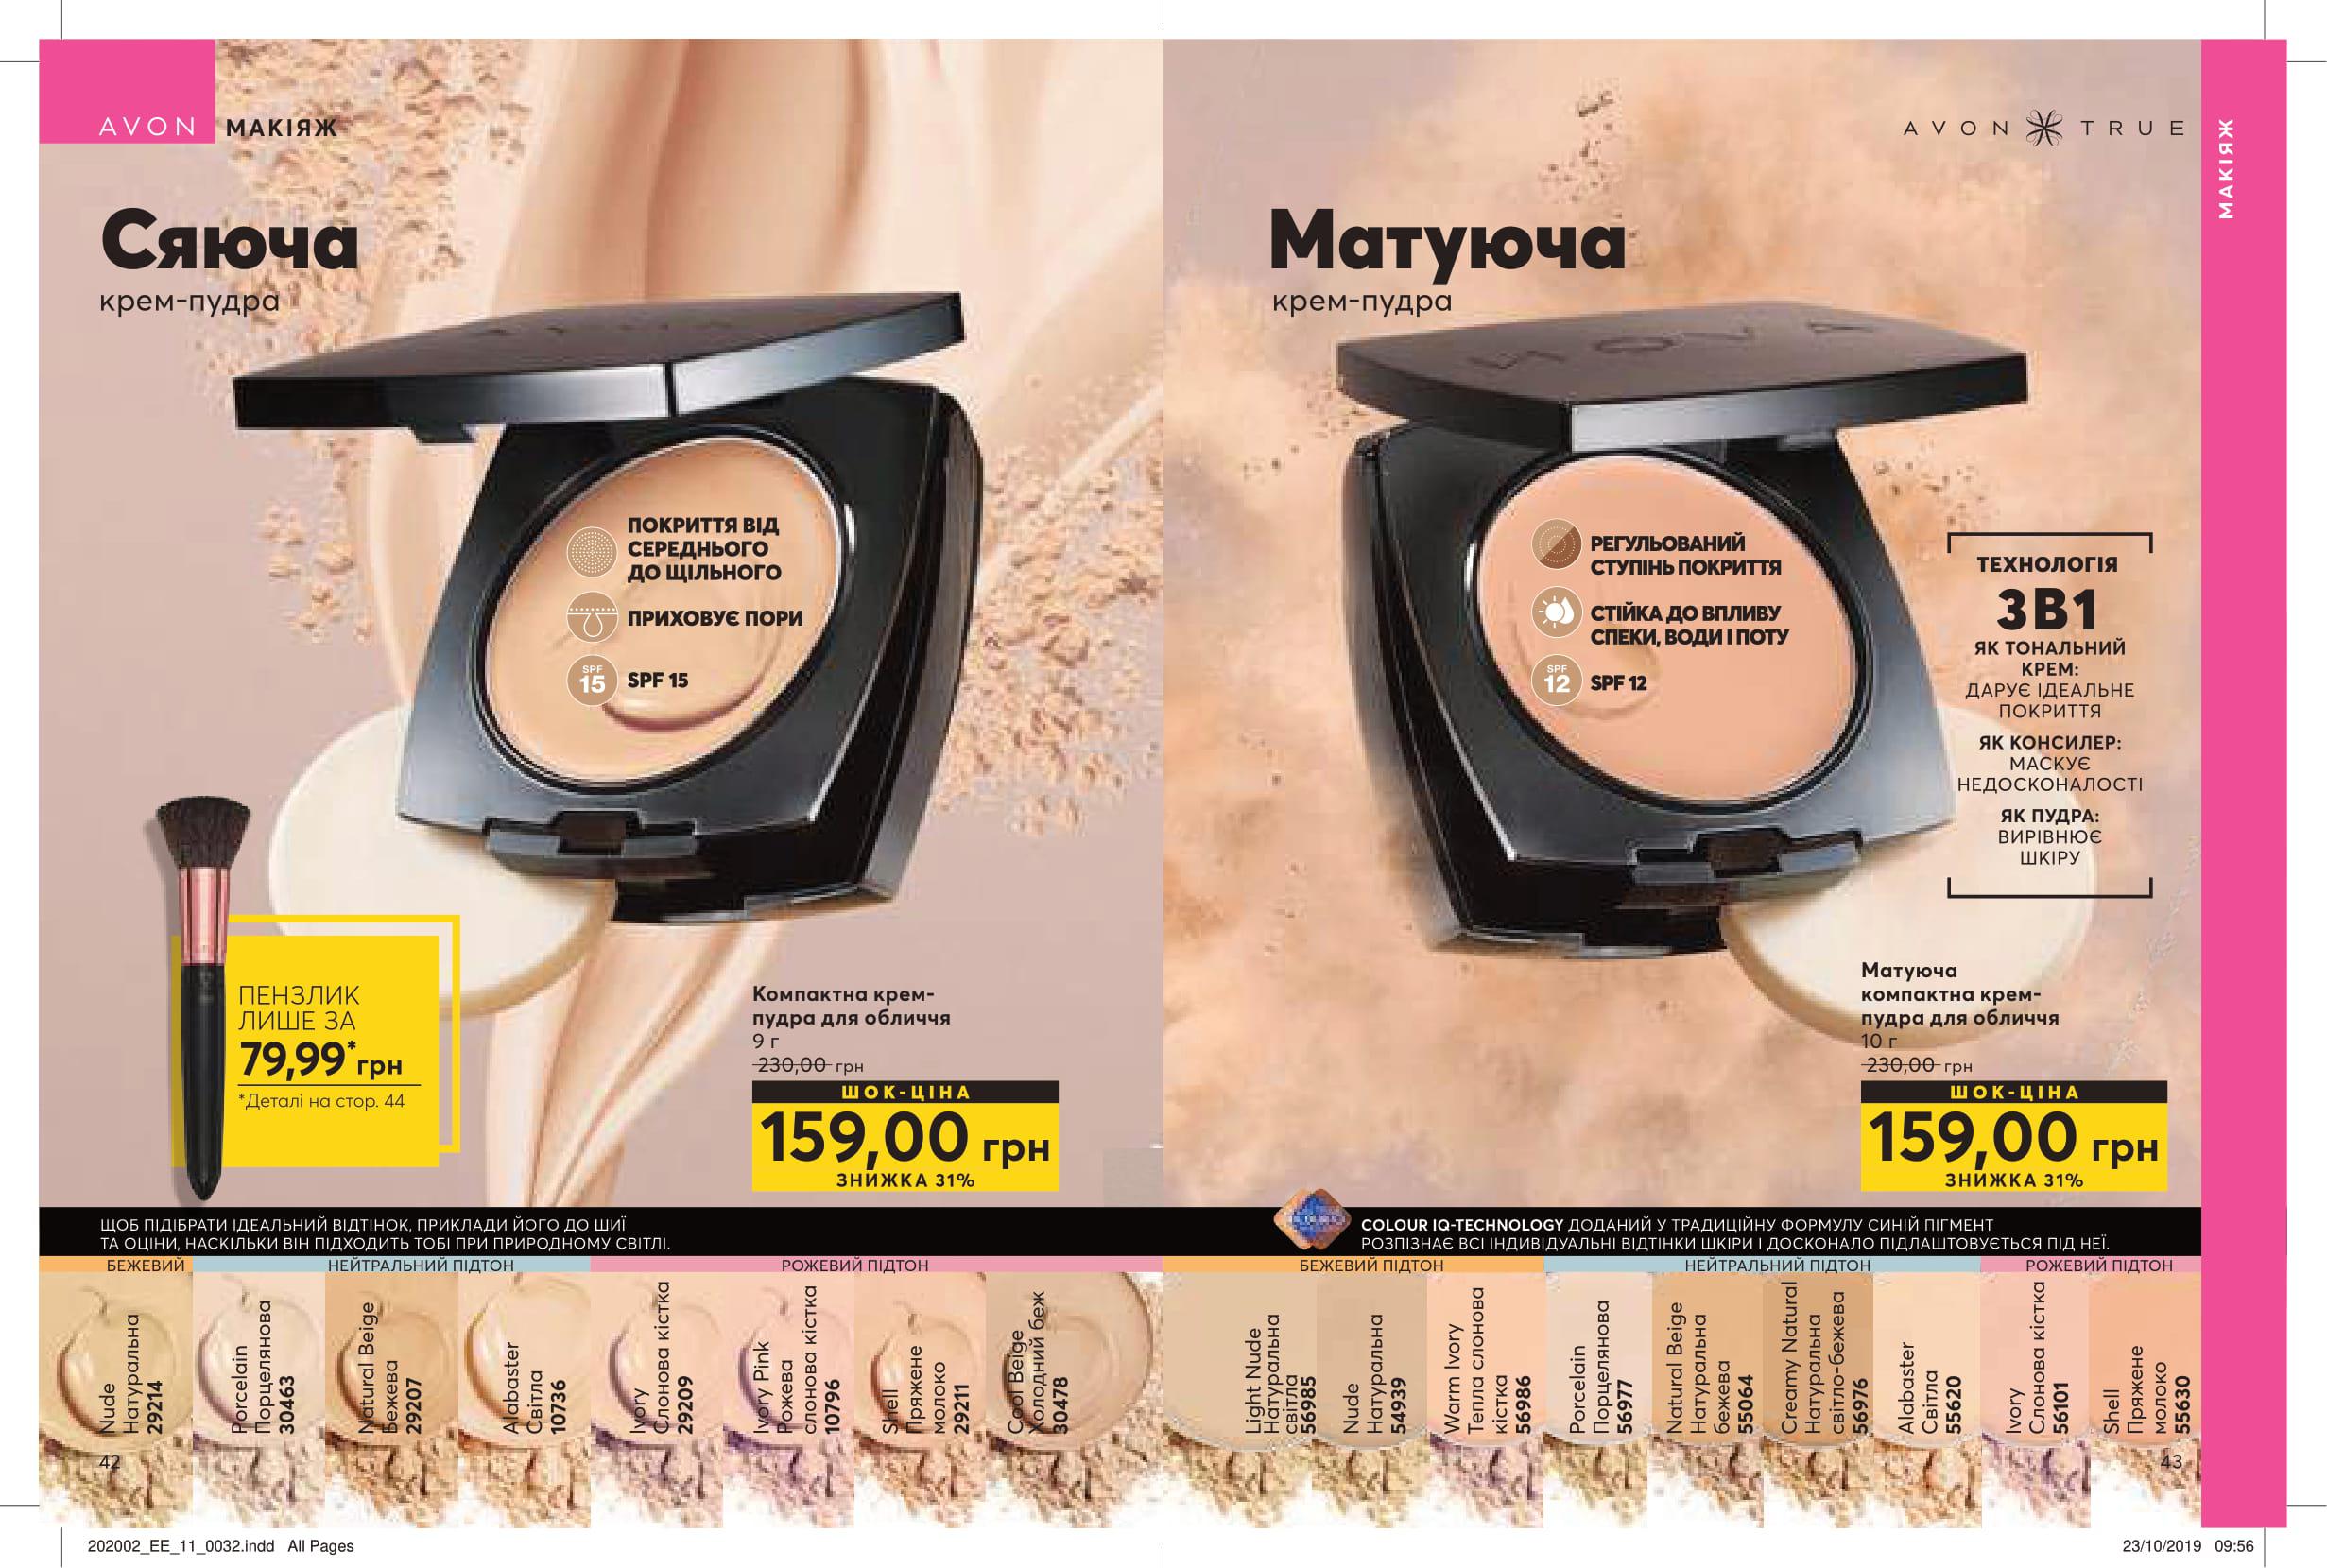 AVON МАКІЯЖ
Сяюча
крем-пудра
ПОКРИТТЯ ВІД
СЕРЕДНЬОГО
ДО ЩІЛЬНОГО
ПРИХОВУЄ ПОРИ
SPF
15
SPF 15
ПЕНЗЛИК
ЛИШЕ ЗА
79,99* грн
*Деталі на стор. 44
Компактна крем-
пудра для обличчя
9 г
230,00 грн
ШОК-ЦІНА
159,00 грн
ЗНИЖКА 31%
ЩОБ ПІДІБРАТИ ІДЕАЛЬНИЙ ВІДТІНОК, ПРИКЛАДИ ЙОГО ДО ШИЇ
ТА ОЦІНИ, НАСКІЛЬКИ ВІН ПІДХОДИТЬ ТОБІ ПРИ ПРИРОДНОМУ СВІТЛІ.
БЕЖЕВИЙ
НЕЙТРАЛЬНИЙ ПІДТОН
РОЖЕВИЙ ПІДТОН
Nude
Натуральна
29214
Porcelain
Порцелянова
30463
Natural Beige
Бежева
29207
Alabaster
Світла
10736
Ivory
Слонова кістка
29209
Ivory Pink
Рожева
слонова кістка
10796
Shell
Пряжене
молоко
29211
Cool Beige
Холодний беж
30478
42
AVON TRUE
МАКІЯЖ
Матуюча
крем-пудра
AVON
РЕГУЛЬОВАНИЙ
СТУПІНЬ ПОКРИТТЯ
СТІЙКА ДО ВПЛИВУ
СПЕКИ, ВОДИ І ПОТУ
SPF
12
SPF 12
ТЕХНОЛОГІЯ
3В1
ЯК ТОНАЛЬНИЙ
КРЕМ:
ДАРУЄ ІДЕАЛЬНЕ
ПОКРИТТЯ
ЯК КОНСИЛЕР:
МАСКУЄ
НЕДОСКОНАЛОСТІ
ЯК ПУДРА:
ВИРІВНЮЄ
ШКІРУ
Матуюча
компактна крем-
пудра для обличчя
10 г
230,00 грн
ШОК-ЦІНА
159,00 грн
ЗНИЖКА 31%
COLOUR IQ-TECHNOLOGY ДОДАНИЙ У ТРАДИЦІЙНУ ФОРМУЛУ СИНІЙ ПІГМЕНТ
РОЗПІЗНАЄ ВСІ ІНДИВІДУАЛЬНІ ВІДТІНКИ ШКІРИ І ДОСКОНАЛО ПІДЛАШТОВУЄТЬСЯ ПІД НЕЇ.
БЕЖЕВИЙ ПІДТОН
НЕЙТРАЛЬНИЙ ПІДТОН
РОЖЕВИЙ ПІДТОН
Light Nude
Натуральна
світла
56985
Nude
Натуральна
54939
Warm Ivory
Тепла слонова
кістка
56986
Porcelain
Порцелянова
56977
Natural Beige
Натуральна
бежева
55064
Creamy Natural
Натуральна
світло-бежева
56976
Alabaster
Світла
55620
Ivory
Слонова кістка
56101
Shell
Пряжене
молоко
55630
43
202002_EE_11_0032.indd All Pages
23/10/2019 09:56